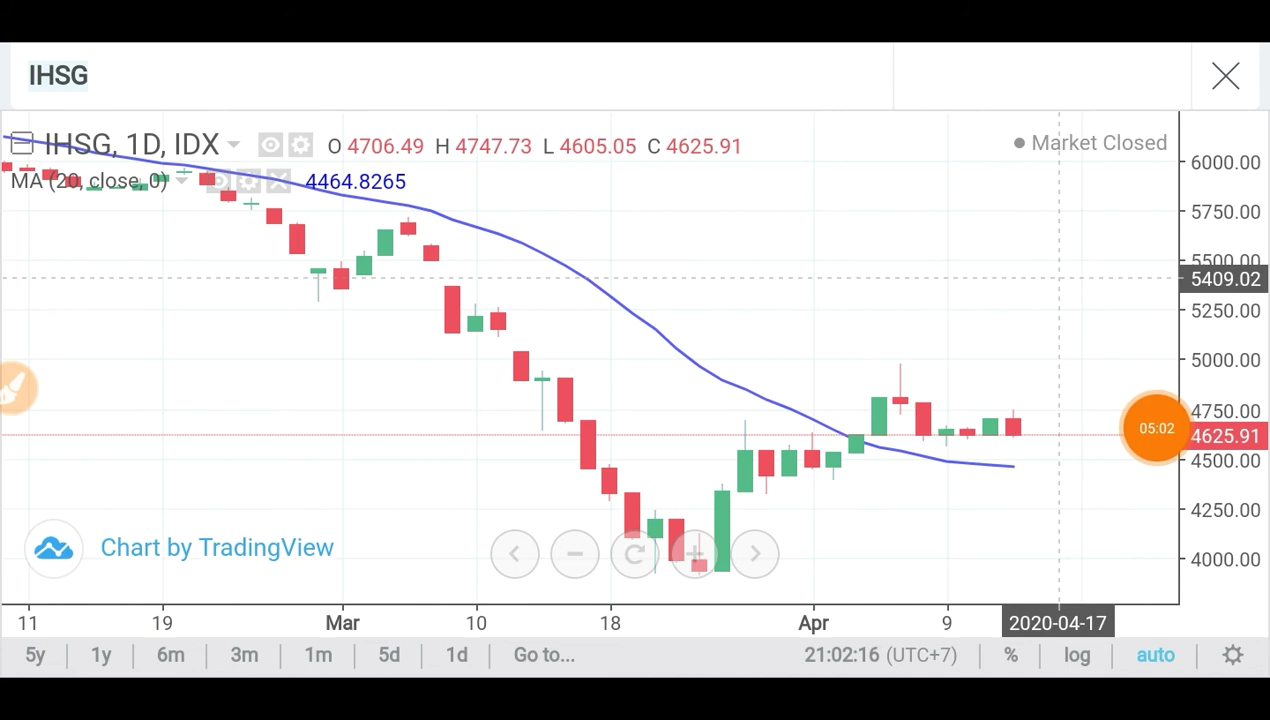 IHSG
IHSG, 1D, IDX O 4706.49 H 4747.73 L 4605.05 C 4625.91
Market Closed
MA (20, close, 0) 4464.8265
6000.00
5750.00
5500.00
5409.02
5250.00
5000.00
4750.00
4625.91
4500.00
4250.00
4000.00
05:02
Chart by TradingView
11 19 Mar 10 18 Apr 9 2020-04-17
5y 1y 6m 3m 1m 5d 1d Go to... 21:02:16 (UTC+7) % log auto